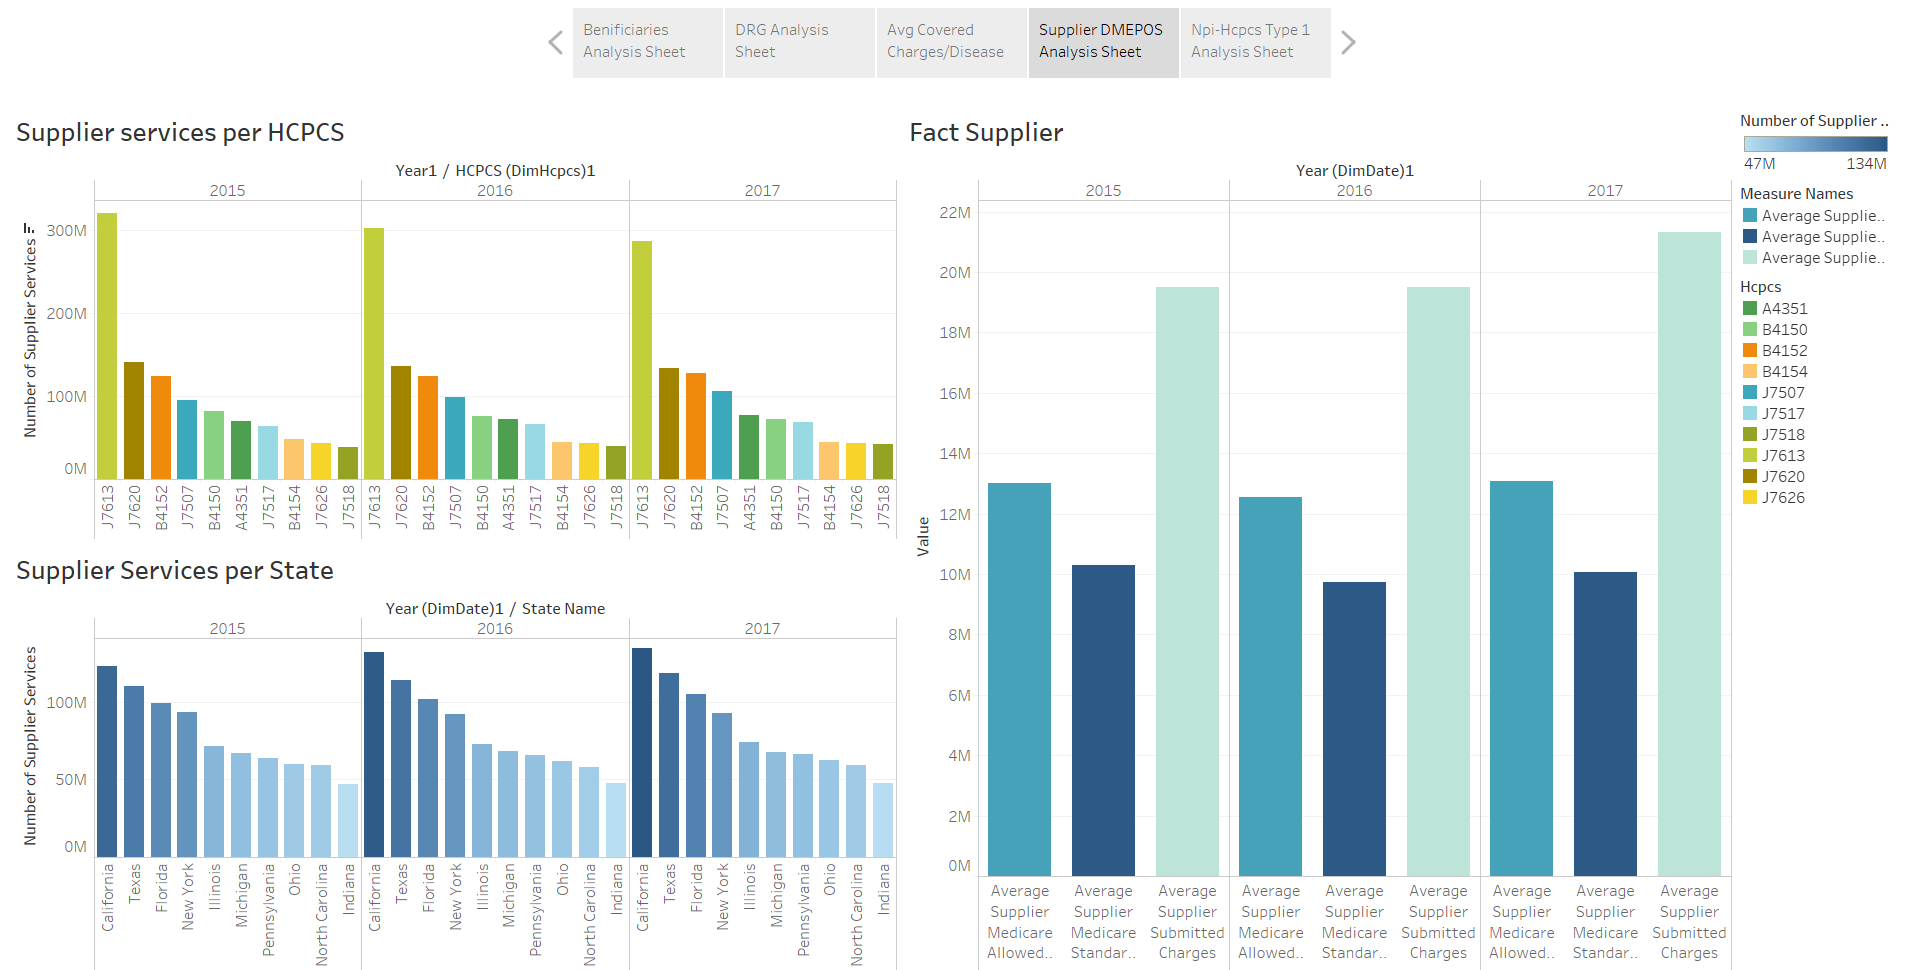 Benificiaries
Analysis Sheet
DRG Analysis
Sheet
Avg Covered
Charges/Disease
Supplier DMEPOS
Analysis Sheet
Npi-Hcpcs Type 1
Analysis Sheet
Supplier services per HCPCS
Year1 / HCPCS (DimHcpcs)1
2015
2016
2017
Number of Supplier Services
300M
200M
100M
0M
J7613
J7620
B4152
J7507
B4150
A4351
J7517
B4154
J7626
J7518
J7613
J7620
B4152
J7507
B4150
A4351
J7517
B4154
J7626
J7518
J7613
J7620
B4152
J7507
A4351
B4150
J7517
B4154
J7626
J7518
Supplier Services per State
Year (DimDate)1 / State Name
2015
2016
2017
Number of Supplier Services
100M
50M
0M
California
Texas
Florida
New York
Illinois
Michigan
Pennsylvania
Ohio
North Carolina
Indiana
California
Texas
Florida
New York
Illinois
Michigan
Pennsylvania
Ohio
North Carolina
Indiana
California
Texas
Florida
New York
Illinois
Michigan
Pennsylvania
Ohio
North Carolina
Indiana
Fact Supplier
Year (DimDate)1
2015
2016
2017
Value
22M
20M
18M
16M
14M
12M
10M
8M
6M
4M
2M
0M
Average
Supplier
Medicare
Allowed..
Average
Supplier
Medicare
Standar..
Average
Supplier
Submitted
Charges
Average
Supplier
Medicare
Allowed..
Average
Supplier
Medicare
Standar..
Average
Supplier
Submitted
Charges
Average
Supplier
Medicare
Allowed..
Average
Supplier
Medicare
Standar..
Average
Supplier
Submitted
Charges
Number of Supplier ..
47M 134M
Measure Names
Average Supplie..
Average Supplie..
Average Supplie..
Hcpcs
A4351
B4150
B4152
B4154
J7507
J7517
J7518
J7613
J7620
J7626